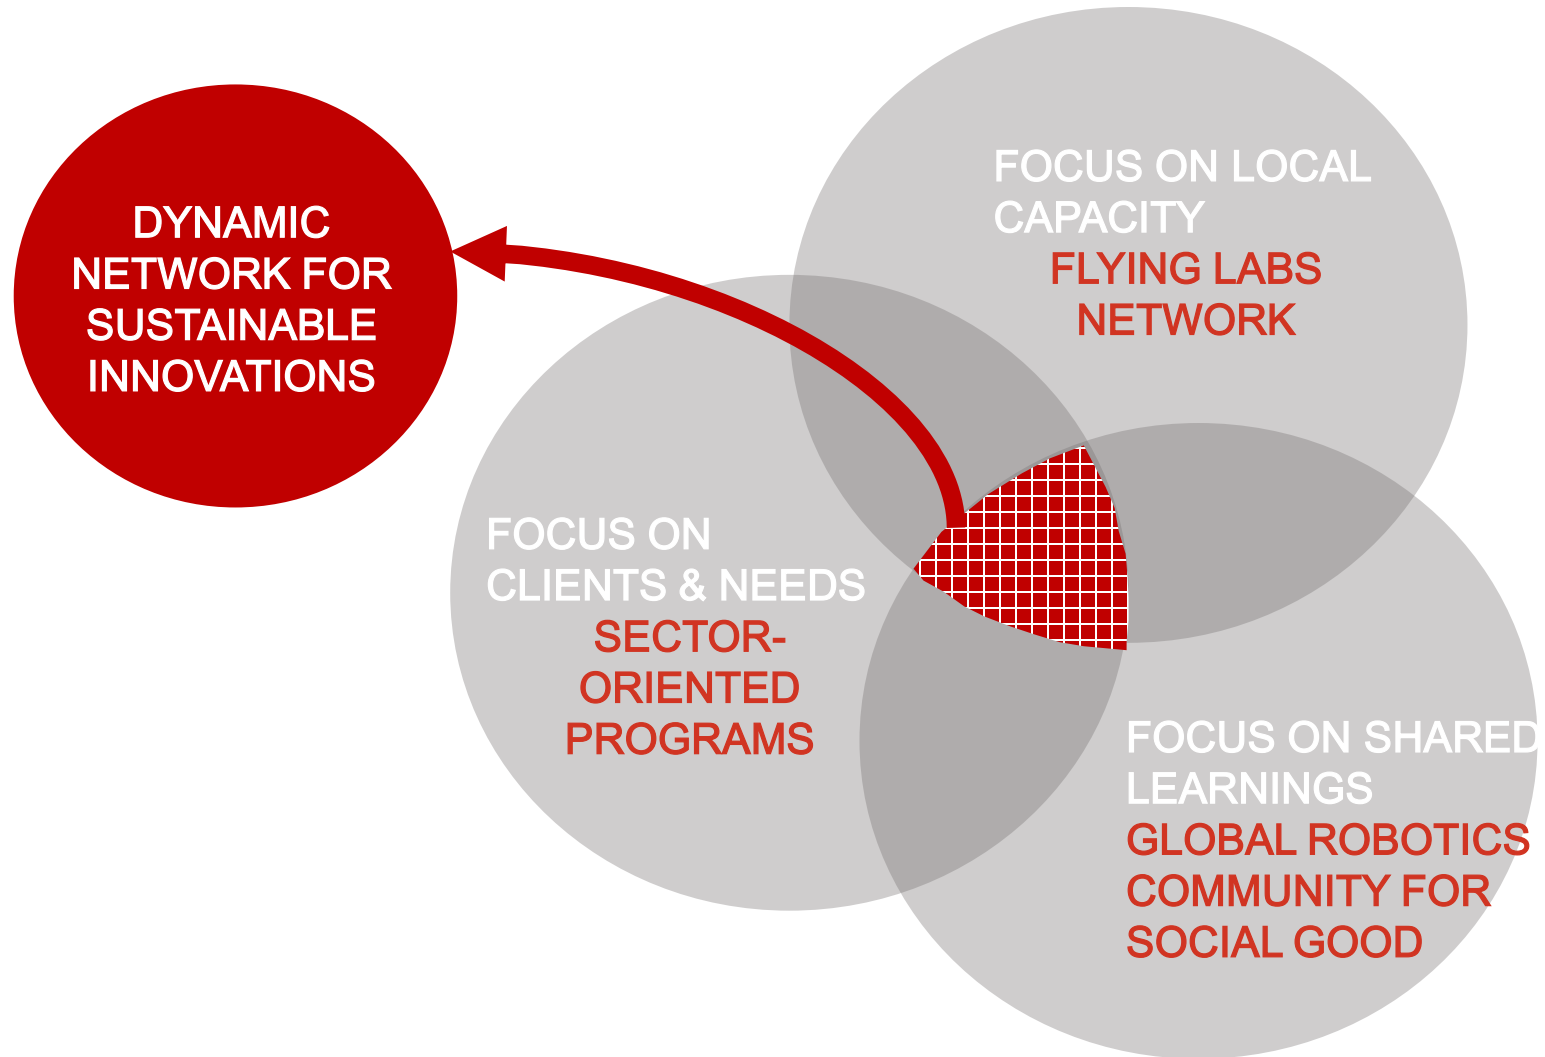 DYNAMIC
NETWORK FOR
SUSTAINABLE
INNOVATIONS
FOCUS ON LOCAL
CAPACITY
FLYING LABS
NETWORK
FOCUS ON
CLIENTS & NEEDS
SECTOR-
ORIENTED
PROGRAMS
FOCUS ON SHARED
LEARNINGS
GLOBAL ROBOTICS
COMMUNITY FOR
SOCIAL GOOD